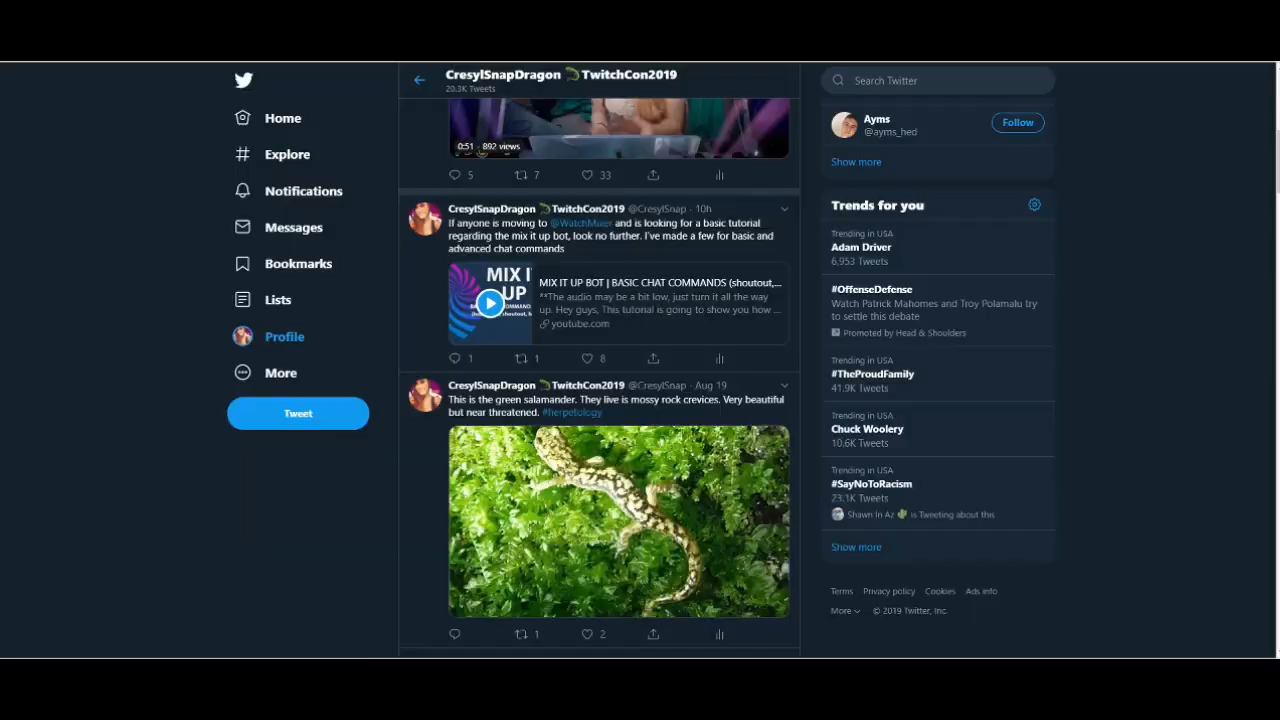 Home
Explore
Notifications
Messages
Bookmarks
Lists
Profile
More
Tweet
CresylSnapDragon TwitchCon2019
20.3K Tweets
0:51 · 892 views
5 7 33
CresylSnapDragon TwitchCon2019 @CresylSnap · 10h
If anyone is moving to @WatchMixer and is looking for a basic tutorial
regarding the mix it up bot, look no further. I've made a few for basic and
advanced chat commands
MIX I
UP
MIX IT UP BOT | BASIC CHAT COMMANDS (shoutout,...
**The audio may be a bit low, just turn it all the way
up. Hey guys, This tutorial is going to show you how ...
youtube.com
1 1 8
CresylSnapDragon TwitchCon2019 @CresylSnap · Aug 19
This is the green salamander. They live is mossy rock crevices. Very beautiful
but near threatened. #herpetology
1 2
Search Twitter
Ayms
@ayms_hed
Follow
Show more
Trends for you
Trending in USA
Adam Driver
6,953 Tweets
#OffenseDefense
Watch Patrick Mahomes and Troy Polamalu try
to settle this debate
Promoted by Head & Shoulders
Trending in USA
#TheProudFamily
41.9K Tweets
Trending in USA
Chuck Woolery
10.6K Tweets
Trending in USA
#SayNoToRacism
23.1K Tweets
Shawn In Az is Tweeting about this
Show more
Terms Privacy policy Cookies Ads info
More © 2019 Twitter, Inc.